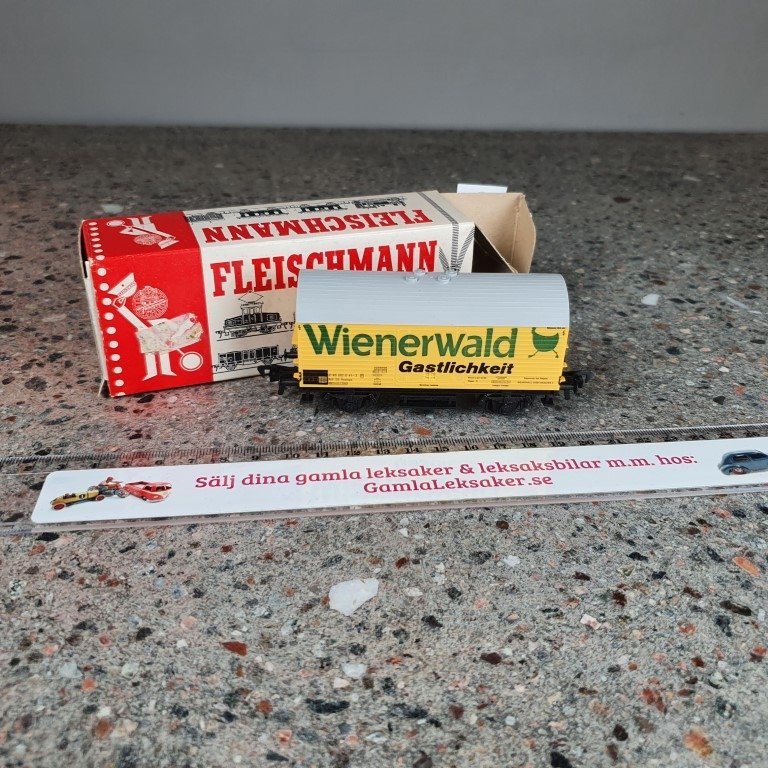 FLEISCHMANN
FLEISCHMANN
Wienerwald
Gastlichkeit
Sälj dina gamla leksaker & leksaksbilar m.m. hos:
GamlaLeksaker.se